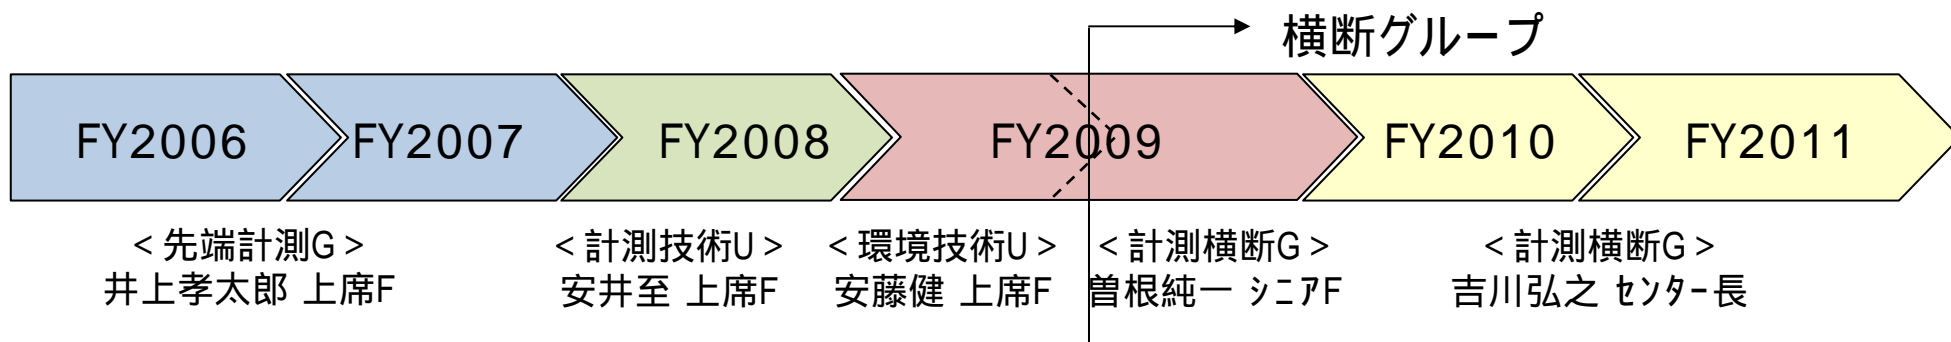 横断グループ
FY2006
FY2007
FY2008
FY2009
FY2010
FY2011
<先端計測G>
井上孝太郎 上席F
<計測技術U>
安井至 上席F
<環境技術U>
安藤健 上席F
<計測横断G>
曽根純一 シニアF
<計測横断G>
吉川弘之 センター長